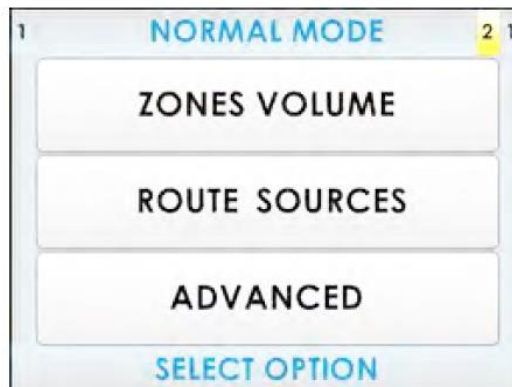 1 NORMAL MODE 2 1
ZONES VOLUME
ROUTE SOURCES
ADVANCED
SELECT OPTION